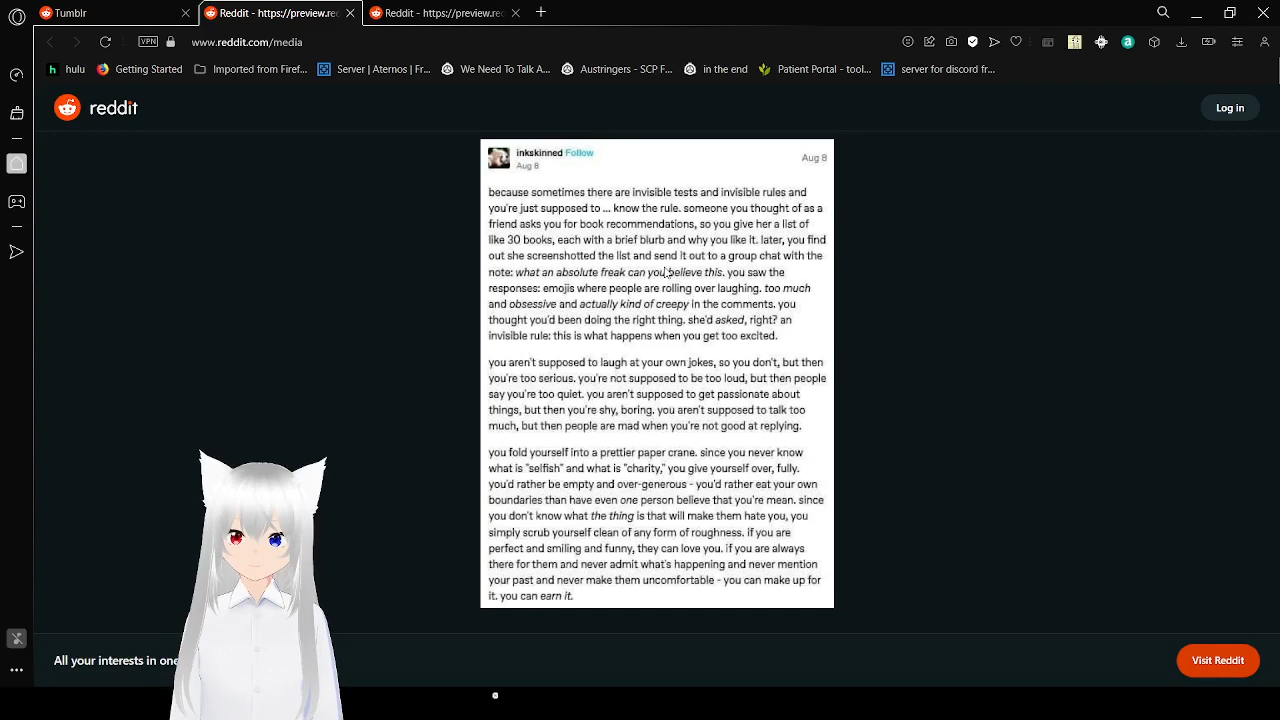 Tumblr
Reddit - https://preview.red
Reddit - https://preview.red
VPN
www.reddit.com/media
hulu
Getting Started
Imported from Firef...
Server | Aternos | Fr...
We Need To Talk A...
Austringers - SCP F...
in the end
Patient Portal - tool...
server for discord fr...
reddit
Log in
inkskinned Follow
Aug 8
Aug 8
because sometimes there are invisible tests and invisible rules and
you're just supposed to ... know the rule. someone you thought of as a
friend asks you for book recommendations, so you give her a list of
like 30 books, each with a brief blurb and why you like it. later, you find
out she screenshotted the list and send it out to a group chat with the
note: what an absolute freak can you believe this. you saw the
responses: emojis where people are rolling over laughing. too much
and obsessive and actually kind of creepy in the comments. you
thought you'd been doing the right thing. she'd asked, right? an
invisible rule: this is what happens when you get too excited.
you aren't supposed to laugh at your own jokes, so you don't, but then
you're too serious. you're not supposed to be too loud, but then people
say you're too quiet. you aren't supposed to get passionate about
things, but then you're shy, boring. you aren't supposed to talk too
much, but then people are mad when you're not good at replying.
you fold yourself into a prettier paper crane. since you never know
what is "selfish" and what is "charity," you give yourself over, fully.
you'd rather be empty and over-generous - you'd rather eat your own
boundaries than have even one person believe that you're mean. since
you don't know what the thing is that will make them hate you, you
simply scrub yourself clean of any form of roughness. if you are
perfect and smiling and funny, they can love you. if you are always
there for them and never admit what's happening and never mention
your past and never make them uncomfortable - you can make up for
it. you can earn it.
All your interests in one
Visit Reddit